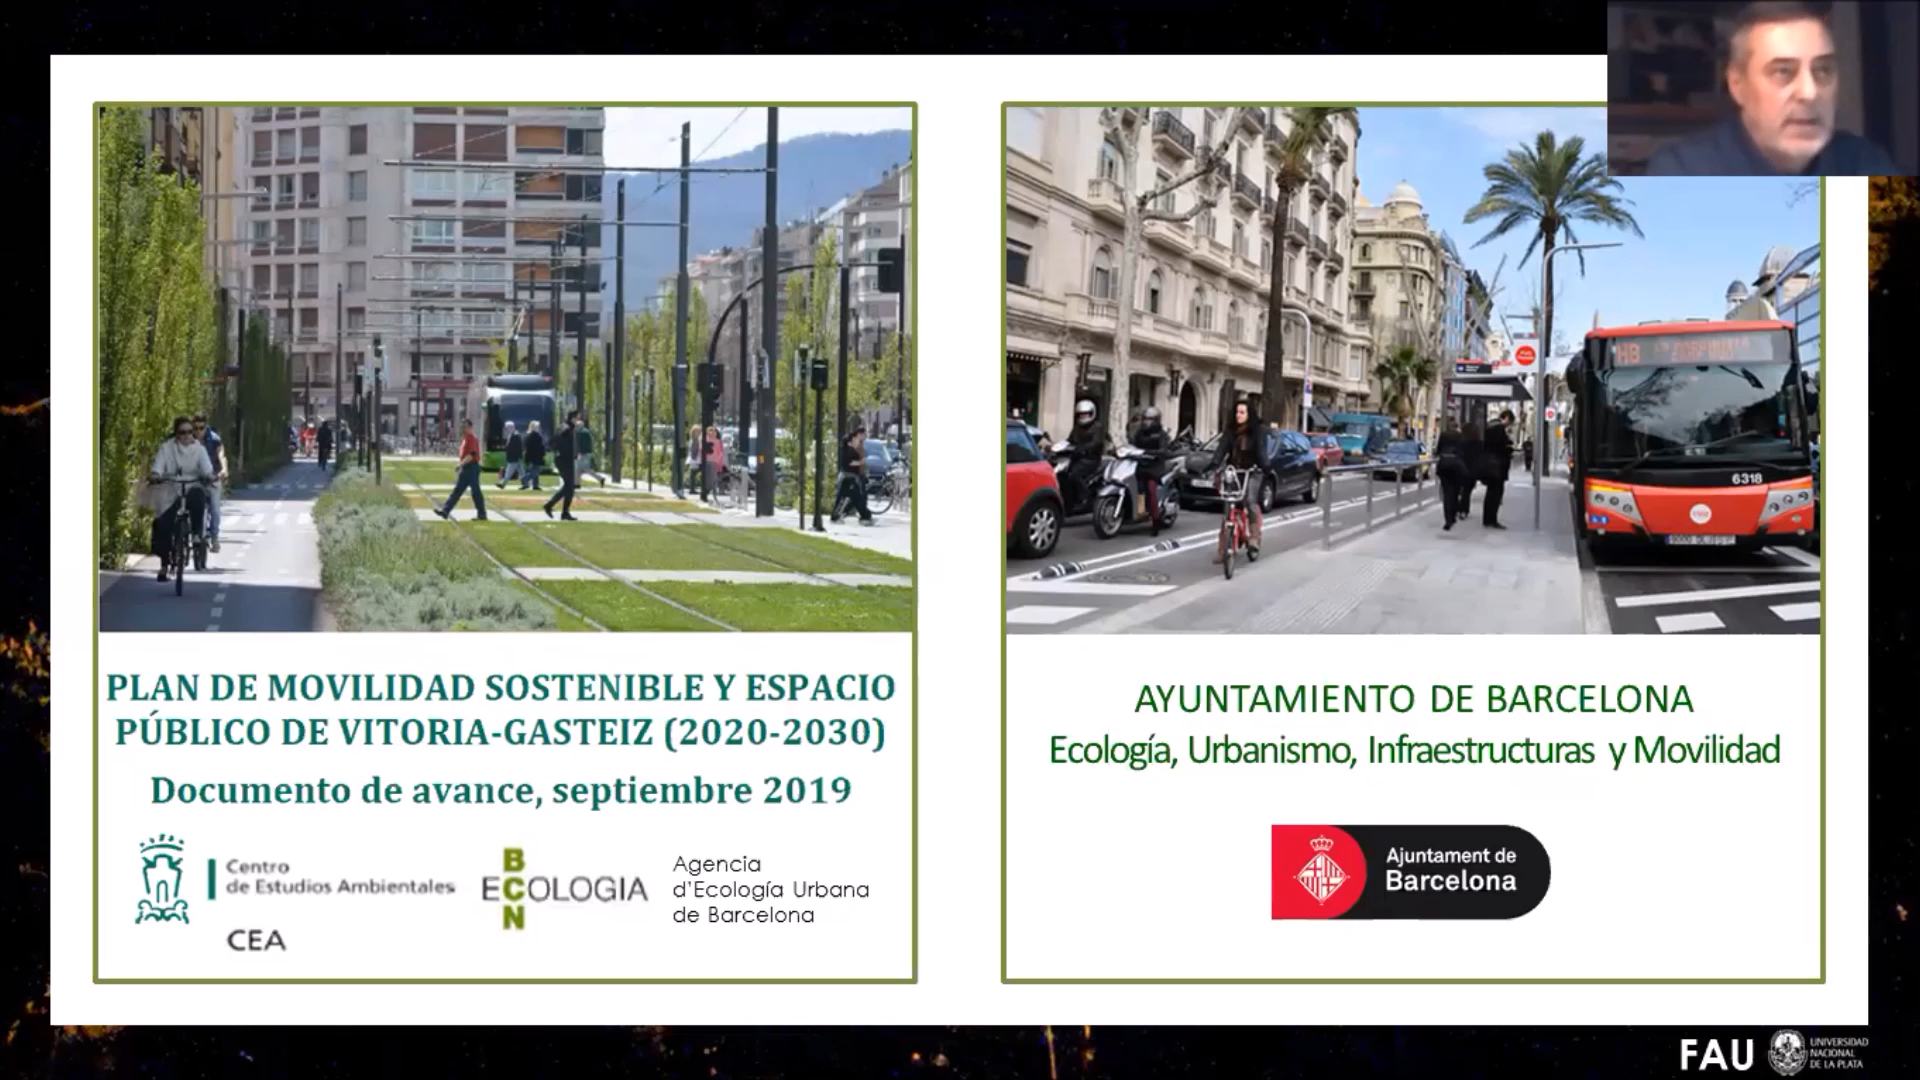 PLAN DE MOVILIDAD SOSTENIBLE Y ESPACIO
PÚBLICO DE VITORIA-GASTEIZ (2020-2030)
Documento de avance, septiembre 2019
Centro
de Estudios Ambientales
CEA
BCN
ECOLOGIA
Agencia
d'Ecología Urbana
de Barcelona
H8
6318
AYUNTAMIENTO DE BARCELONA
Ecología, Urbanismo, Infraestructuras y Movilidad
Ajuntament de
Barcelona
FAU
UNIVERSIDAD
NACIONAL
DE LA PLATA